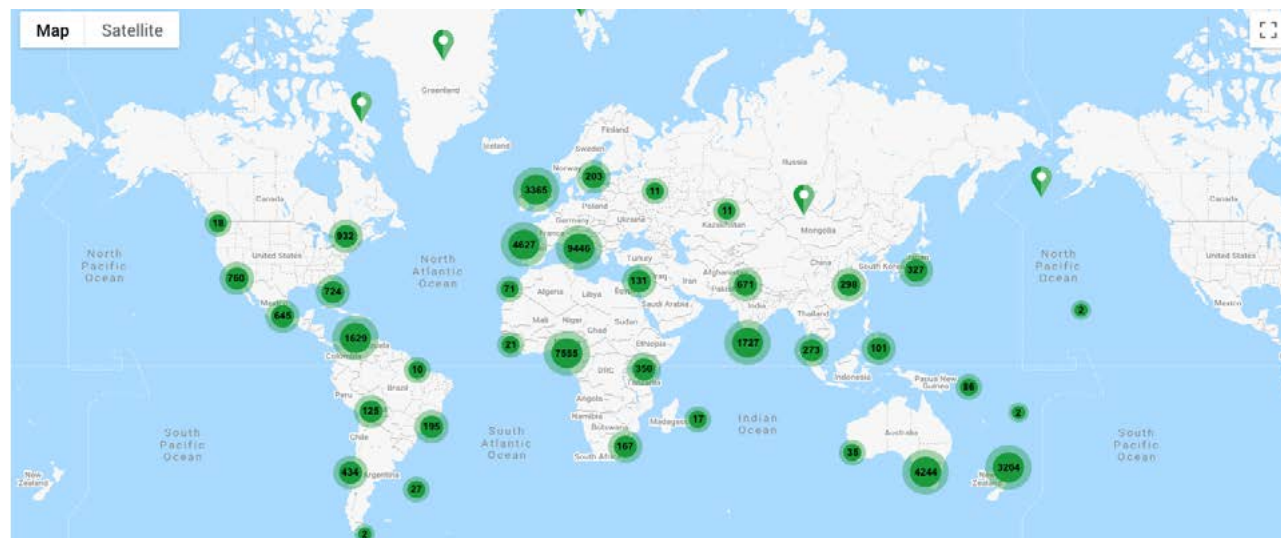 Map Satellite
Greenland
Iceland
Finland
Sweden
Norway
Russia
3365
203
11
Canada
Poland
11
18
932
Germany
Ukraine
Kazakhstan
Mongolia
4627
France
9446
United States
United States
North
Pacific
Ocean
North
Atlantic
Ocean
Turkey
China
South Korea
North
Pacific
Ocean
760
724
71
Algeria
Libya
131
Iraq
Iran
Afghanistan
671
298
327
Saudi Arabia
India
Mexico
645
Mali
Niger
Chad
Sudan
Thailand
2
1629
Colombia
21
7555
Ethiopia
1727
273
101
10
Brazil
DRC
350
Tanzania
Indonesia
Papua New
Guinea
86
Peru
125
195
Angola
Namibia
Botswana
Madagascar
17
Indian
Ocean
2
South
Pacific
Ocean
Chile
South
Atlantic
Ocean
South Africa
167
Australia
38
South
Pacific
Ocean
434
Argentina
27
4244
3204
New
Zealand
New
Zealand
2